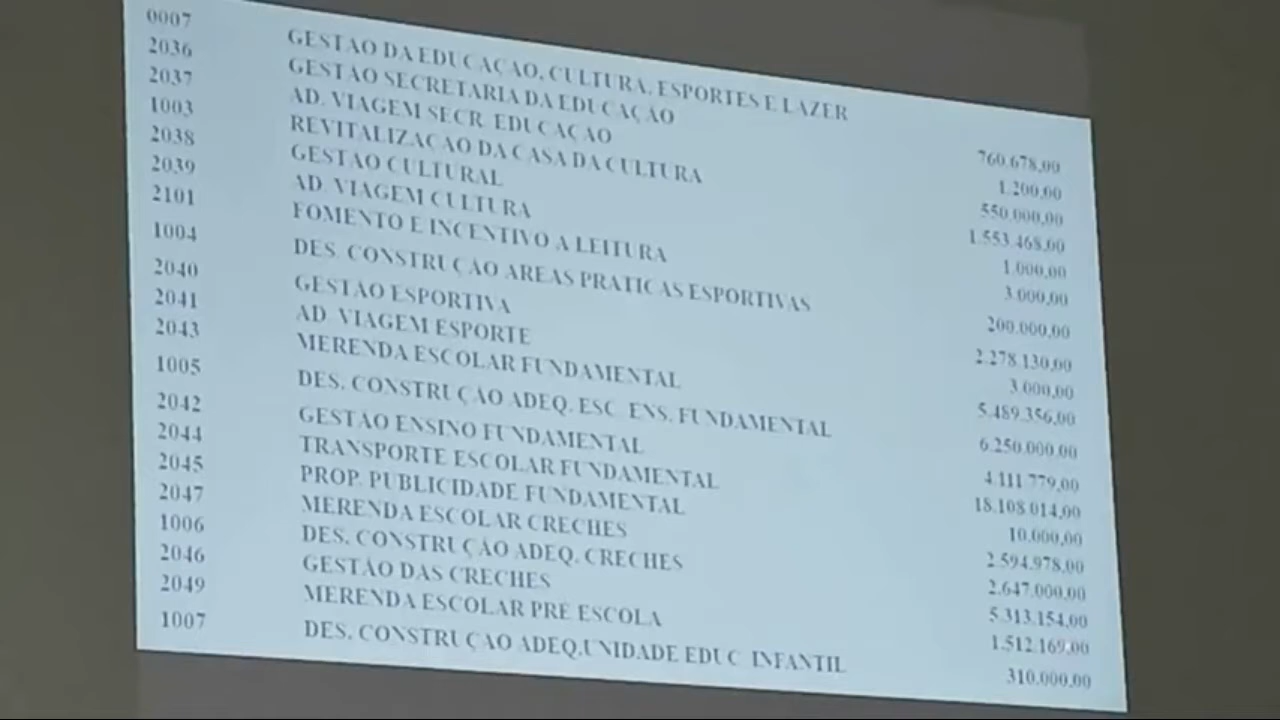 0007 GESTÃO DA EDUCAÇÃO, CULTURA, ESPORTES E LAZER
2036 GESTÃO SECRETARIA DA EDUCAÇÃO 760.678,00
2037 AD. VIAGEM SECR. EDUCAÇÃO 1.200,00
1003 REVITALIZAÇÃO DA CASA DA CULTURA 550.000,00
2038 GESTÃO CULTURAL 1.553.468,00
2039 AD. VIAGEM CULTURA 1.000,00
2101 FOMENTO E INCENTIVO A LEITURA 3.000,00
1004 DES. CONSTRUÇÃO AREAS PRATICAS ESPORTIVAS 200.000,00
2040 GESTÃO ESPORTIVA 2.278.130,00
2041 AD. VIAGEM ESPORTE 3.000,00
2043 MERENDA ESCOLAR FUNDAMENTAL 5.489.356,00
1005 DES. CONSTRUÇÃO ADEQ. ESC. ENS. FUNDAMENTAL 6.250.000,00
2042 GESTÃO ENSINO FUNDAMENTAL 4.111.779,00
2044 TRANSPORTE ESCOLAR FUNDAMENTAL 18.108.014,00
2045 PROP. PUBLICIDADE FUNDAMENTAL 10.000,00
2047 MERENDA ESCOLAR CRECHES 2.594.978,00
1006 DES. CONSTRUÇÃO ADEQ. CRECHES 2.647.000,00
2046 GESTÃO DAS CRECHES 5.313.154,00
2049 MERENDA ESCOLAR PRÉ ESCOLA 1.512.169,00
1007 DES. CONSTRUÇÃO ADEQ.UNIDADE EDUC INFANTIL 310.000,00